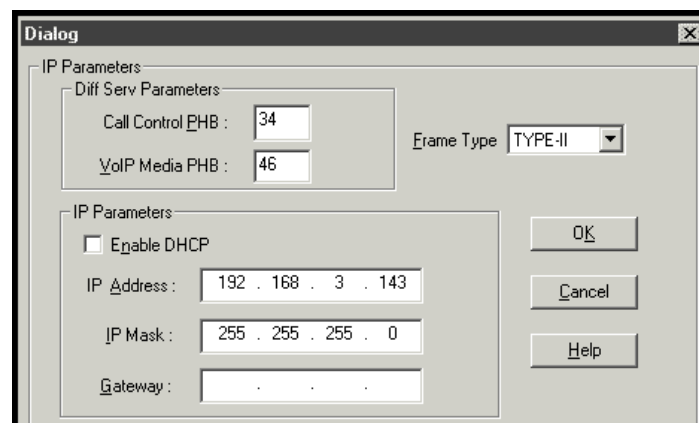 Dialog
IP Parameters
Diff Serv Parameters
Call Control PHB : 34
VoIP Media PHB : 46
Frame Type TYPE-II
IP Parameters
Enable DHCP
IP Address : 192 . 168 . 3 . 143
IP Mask : 255 . 255 . 255 . 0
Gateway : . . .
OK
Cancel
Help